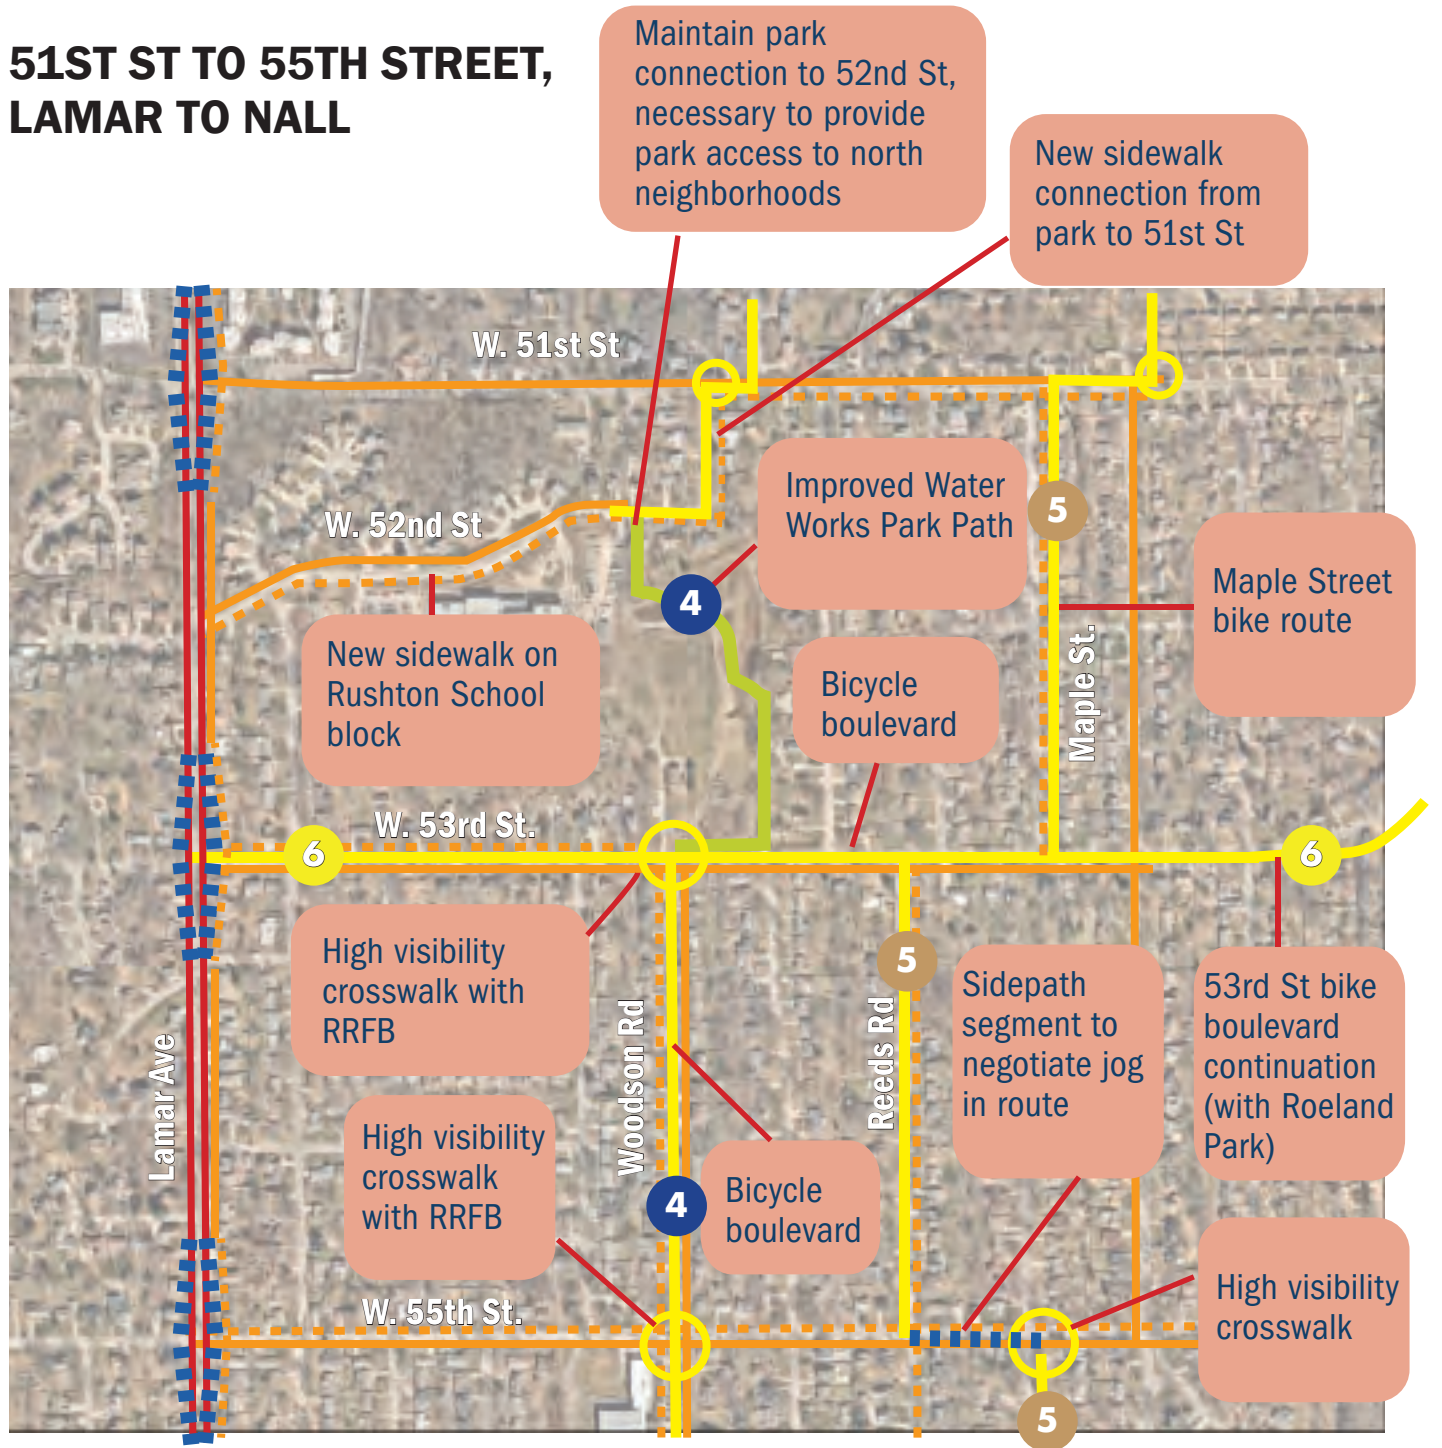 51ST ST TO 55TH STREET,
LAMAR TO NALL
Maintain park
connection to 52nd St,
necessary to provide
park access to north
neighborhoods
New sidewalk
connection from
park to 51st St
W. 51st St
Improved Water
Works Park Path
5
W. 52nd St
4
Maple Street
bike route
New sidewalk on
Rushton School
block
Bicycle
boulevard
Maple St.
W. 53rd St.
6
6
High visibility
crosswalk with
RRFB
5
Sidepath
segment to
negotiate jog
in route
53rd St bike
boulevard
continuation
(with Roeland
Park)
Lamar Ave
Woodson Rd
Reeds Rd
High visibility
crosswalk
with RRFB
4
Bicycle
boulevard
W. 55th St.
High visibility
crosswalk
5